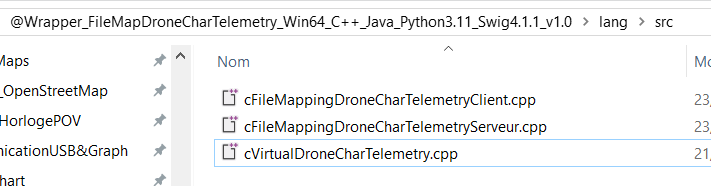 @Wrapper_FileMapDroneCharTelemetry_Win64_C++_Java_Python3.11_Swig4.1.1_v1.0 > lang > src
Maps
_OpenStreetMap
HorlogePOV
nicationUSB&Graph
hart
Nom
M
cFileMappingDroneCharTelemetryClient.cpp
23,
cFileMappingDroneCharTelemetryServeur.cpp
23,
cVirtualDroneCharTelemetry.cpp
21,